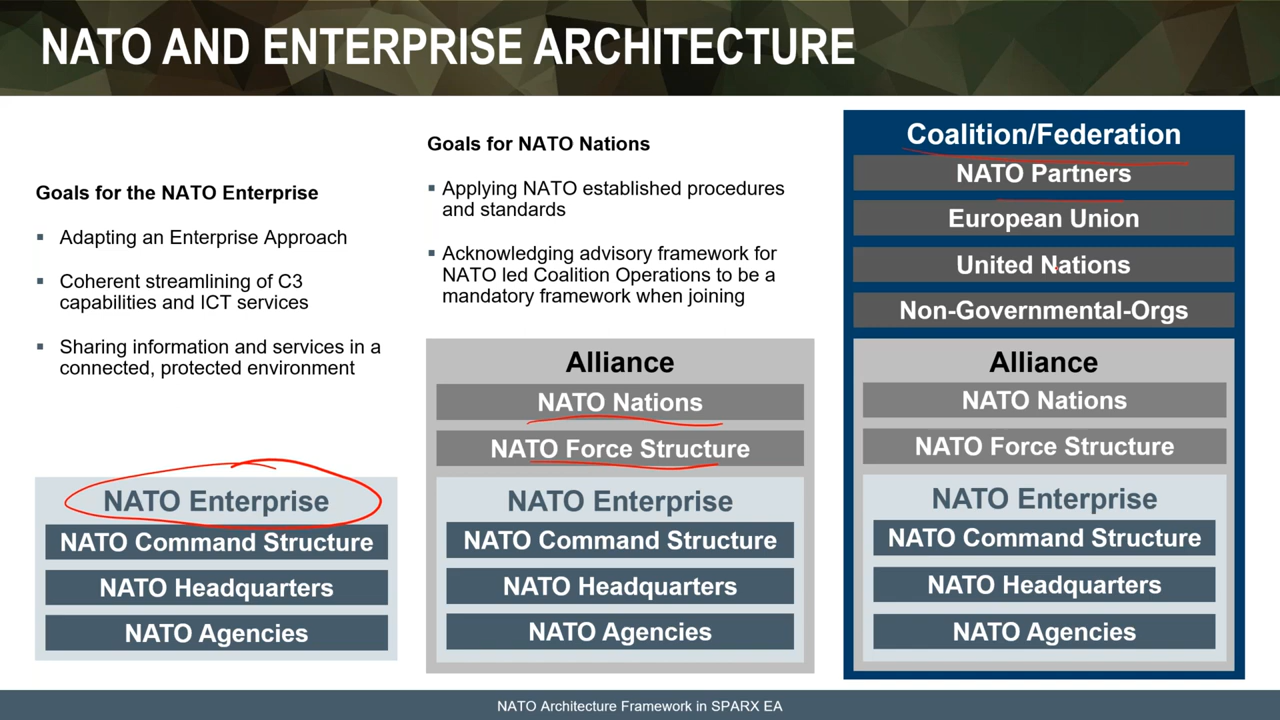 NATO AND ENTERPRISE ARCHITECTURE
Goals for the NATO Enterprise
▪ Adapting an Enterprise Approach
▪ Coherent streamlining of C3
capabilities and ICT services
▪ Sharing information and services in a
connected, protected environment
NATO Enterprise
NATO Command Structure
NATO Headquarters
NATO Agencies
Goals for NATO Nations
▪ Applying NATO established procedures
and standards
▪ Acknowledging advisory framework for
NATO led Coalition Operations to be a
mandatory framework when joining
Alliance
NATO Nations
NATO Force Structure
NATO Enterprise
NATO Command Structure
NATO Headquarters
NATO Agencies
Coalition/Federation
NATO Partners
European Union
United Nations
Non-Governmental-Orgs
Alliance
NATO Nations
NATO Force Structure
NATO Enterprise
NATO Command Structure
NATO Headquarters
NATO Agencies
NATO Architecture Framework in SPARX EA